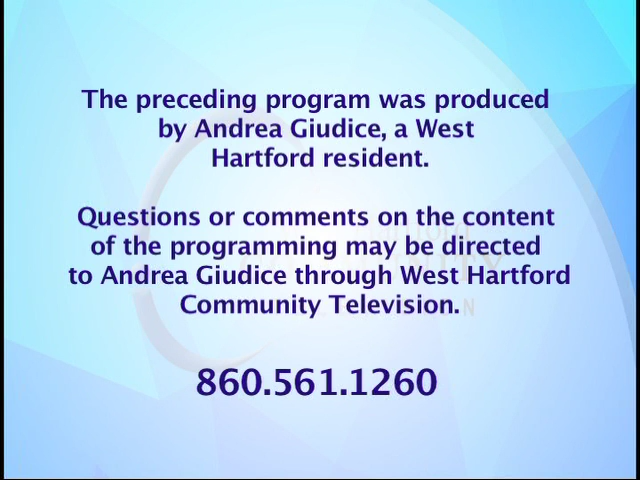 The preceding program was produced
by Andrea Giudice, a West
Hartford resident.
Questions or comments on the content
of the programming may be directed
to Andrea Giudice through West Hartford
Community Television.
860.561.1260